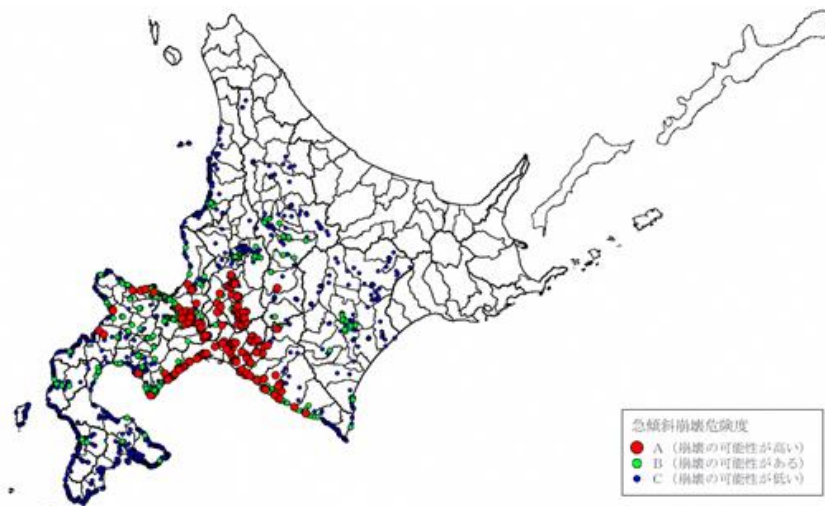 急傾斜崩壊危険度
A（崩壊の可能性が高い）
B（崩壊の可能性がある）
C（崩壊の可能性が低い）